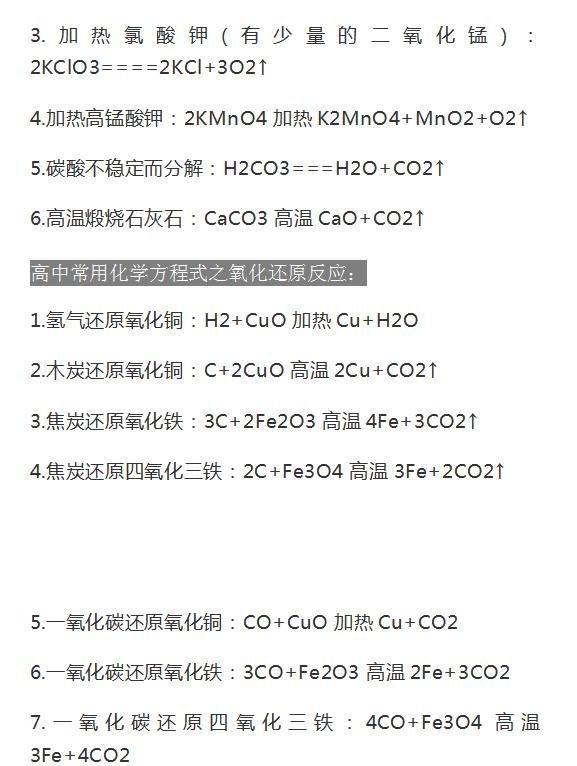 3. 加热氯酸钾(有少量的二氧化锰):
2KClO3====2KCl+3O2↑
4.加热高锰酸钾：2KMnO4 加热 K2MnO4+MnO2+O2↑
5.碳酸不稳定而分解：H2CO3===H2O+CO2↑
6.高温煅烧石灰石：CaCO3 高温 CaO+CO2↑
高中常用化学方程式之氧化还原反应：
1.氢气还原氧化铜：H2+CuO 加热 Cu+H2O
2.木炭还原氧化铜：C+2CuO 高温 2Cu+CO2↑
3.焦炭还原氧化铁：3C+2Fe2O3 高温 4Fe+3CO2↑
4.焦炭还原四氧化三铁：2C+Fe3O4 高温 3Fe+2CO2↑
5.一氧化碳还原氧化铜：CO+CuO 加热 Cu+CO2
6.一氧化碳还原氧化铁：3CO+Fe2O3 高温 2Fe+3CO2
7.一氧化碳还原四氧化三铁：4CO+Fe3O4 高温
3Fe+4CO2